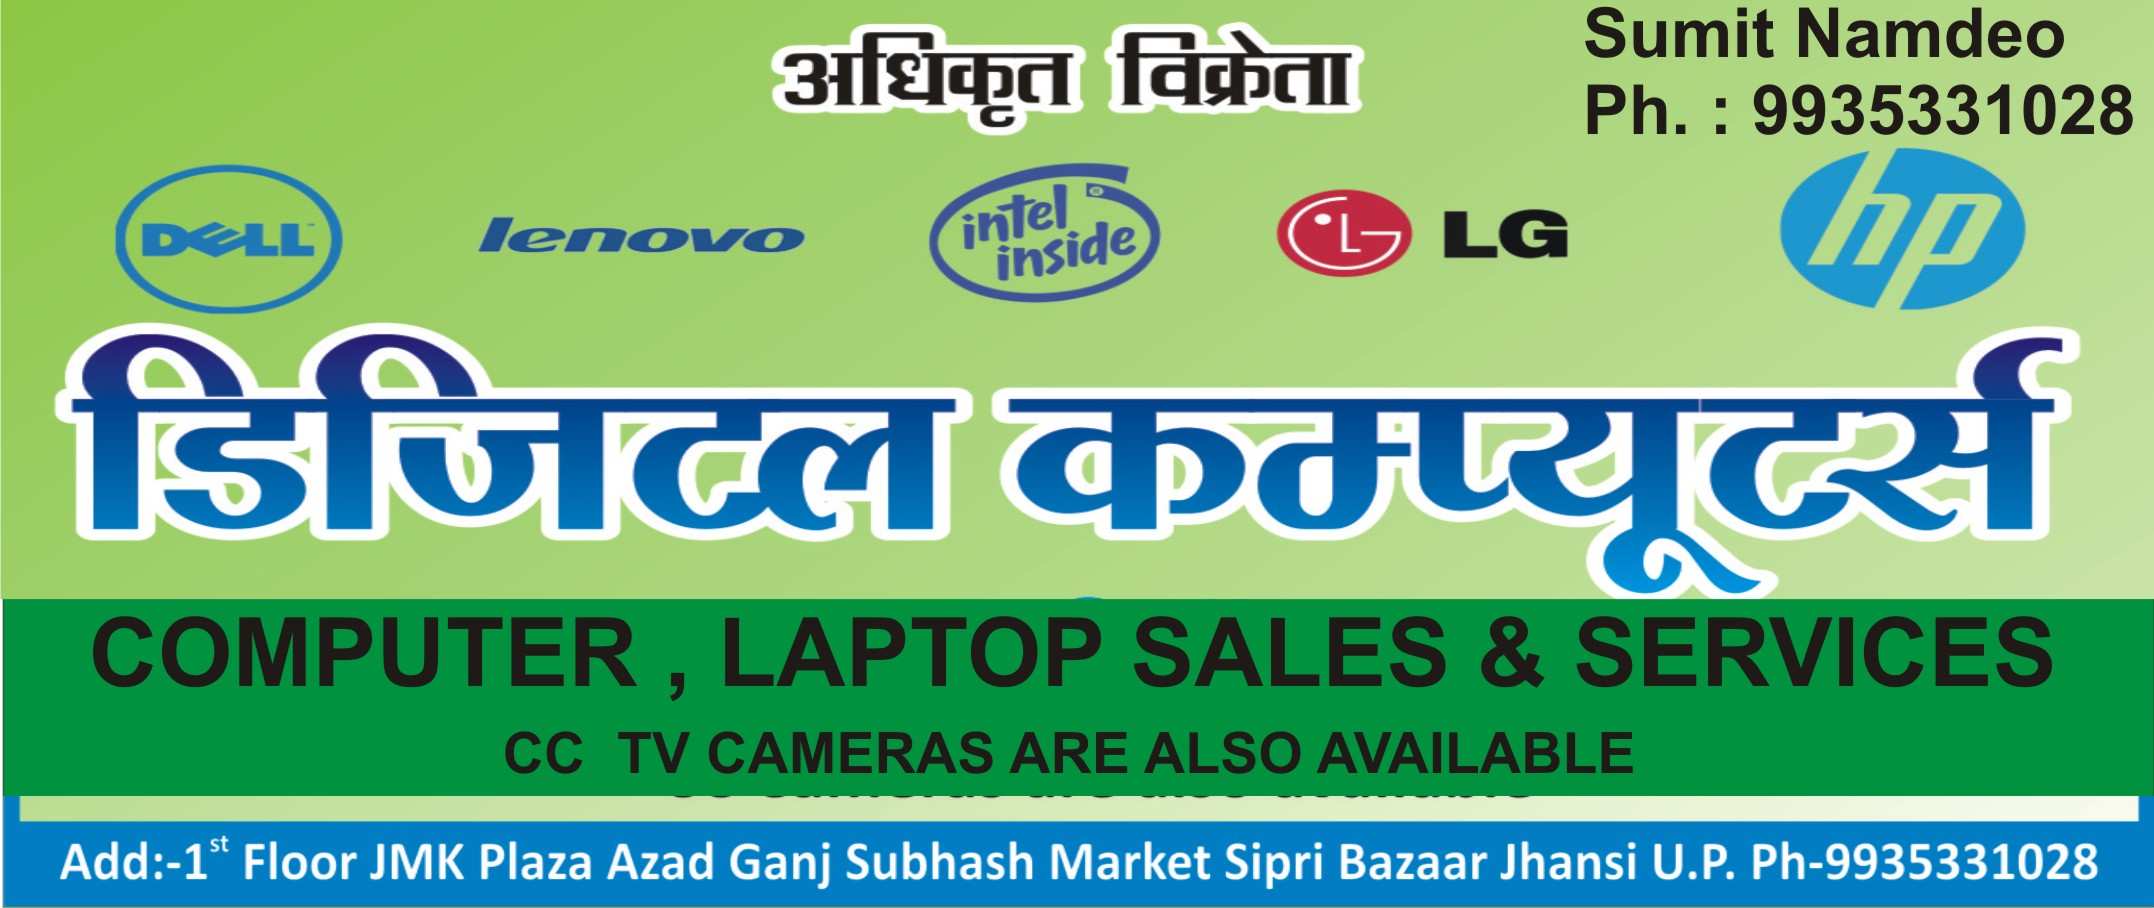 अधिकृत विक्रेता
Sumit Namdeo
Ph. : 9935331028
DELL lenovo intel inside LG LG hp
डिजिटल कम्प्यूटर्स
COMPUTER , LAPTOP SALES & SERVICES
CC TV CAMERAS ARE ALSO AVAILABLE
Add:-1st Floor JMK Plaza Azad Ganj Subhash Market Sipri Bazaar Jhansi U.P. Ph-9935331028